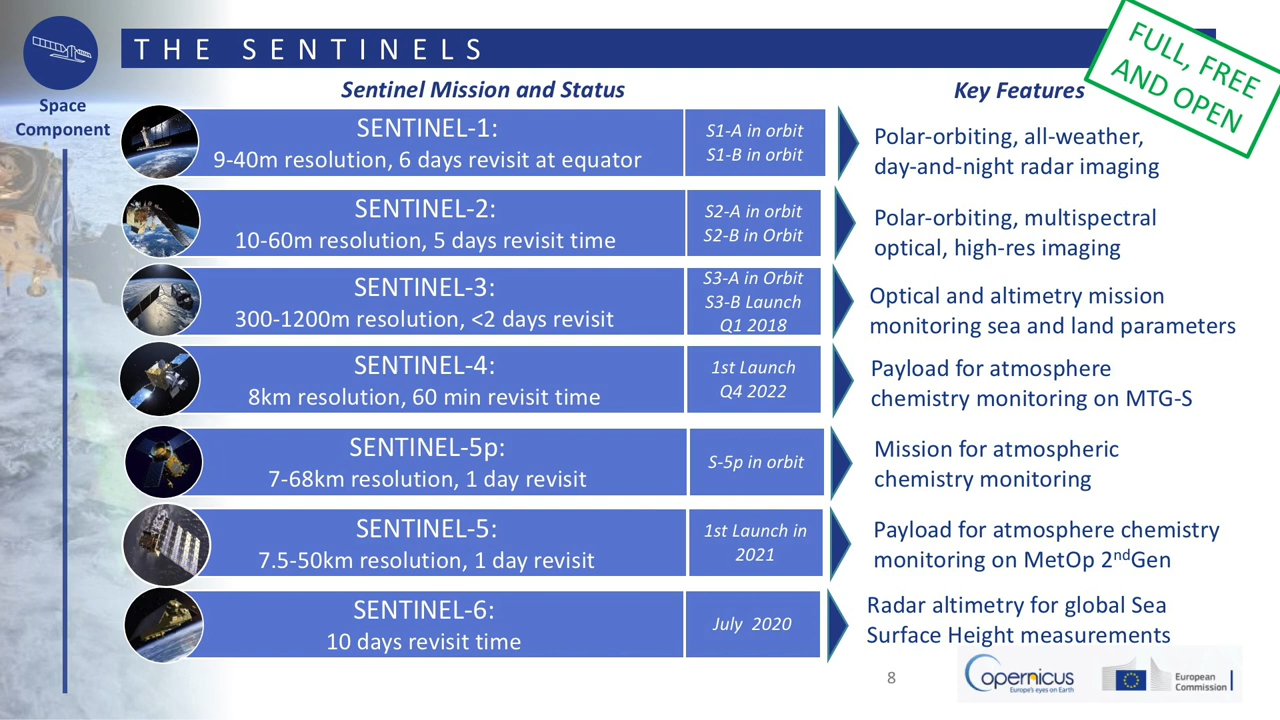 THE SENTINELS
FULL, FREE
AND OPEN
Space
Component
Sentinel Mission and Status
Key Features
SENTINEL-1:
9-40m resolution, 6 days revisit at equator
S1-A in orbit
S1-B in orbit
Polar-orbiting, all-weather,
day-and-night radar imaging
SENTINEL-2:
10-60m resolution, 5 days revisit time
S2-A in orbit
S2-B in Orbit
Polar-orbiting, multispectral
optical, high-res imaging
SENTINEL-3:
300-1200m resolution, <2 days revisit
S3-A in Orbit
S3-B Launch
Q1 2018
Optical and altimetry mission
monitoring sea and land parameters
SENTINEL-4:
8km resolution, 60 min revisit time
1st Launch
Q4 2022
Payload for atmosphere
chemistry monitoring on MTG-S
SENTINEL-5p:
7-68km resolution, 1 day revisit
S-5p in orbit
Mission for atmospheric
chemistry monitoring
SENTINEL-5:
7.5-50km resolution, 1 day revisit
1st Launch in
2021
Payload for atmosphere chemistry
monitoring on MetOp 2ndGen
SENTINEL-6:
10 days revisit time
July 2020
Radar altimetry for global Sea
Surface Height measurements
8
Copernicus
Europe's eyes on Earth
European
Commission